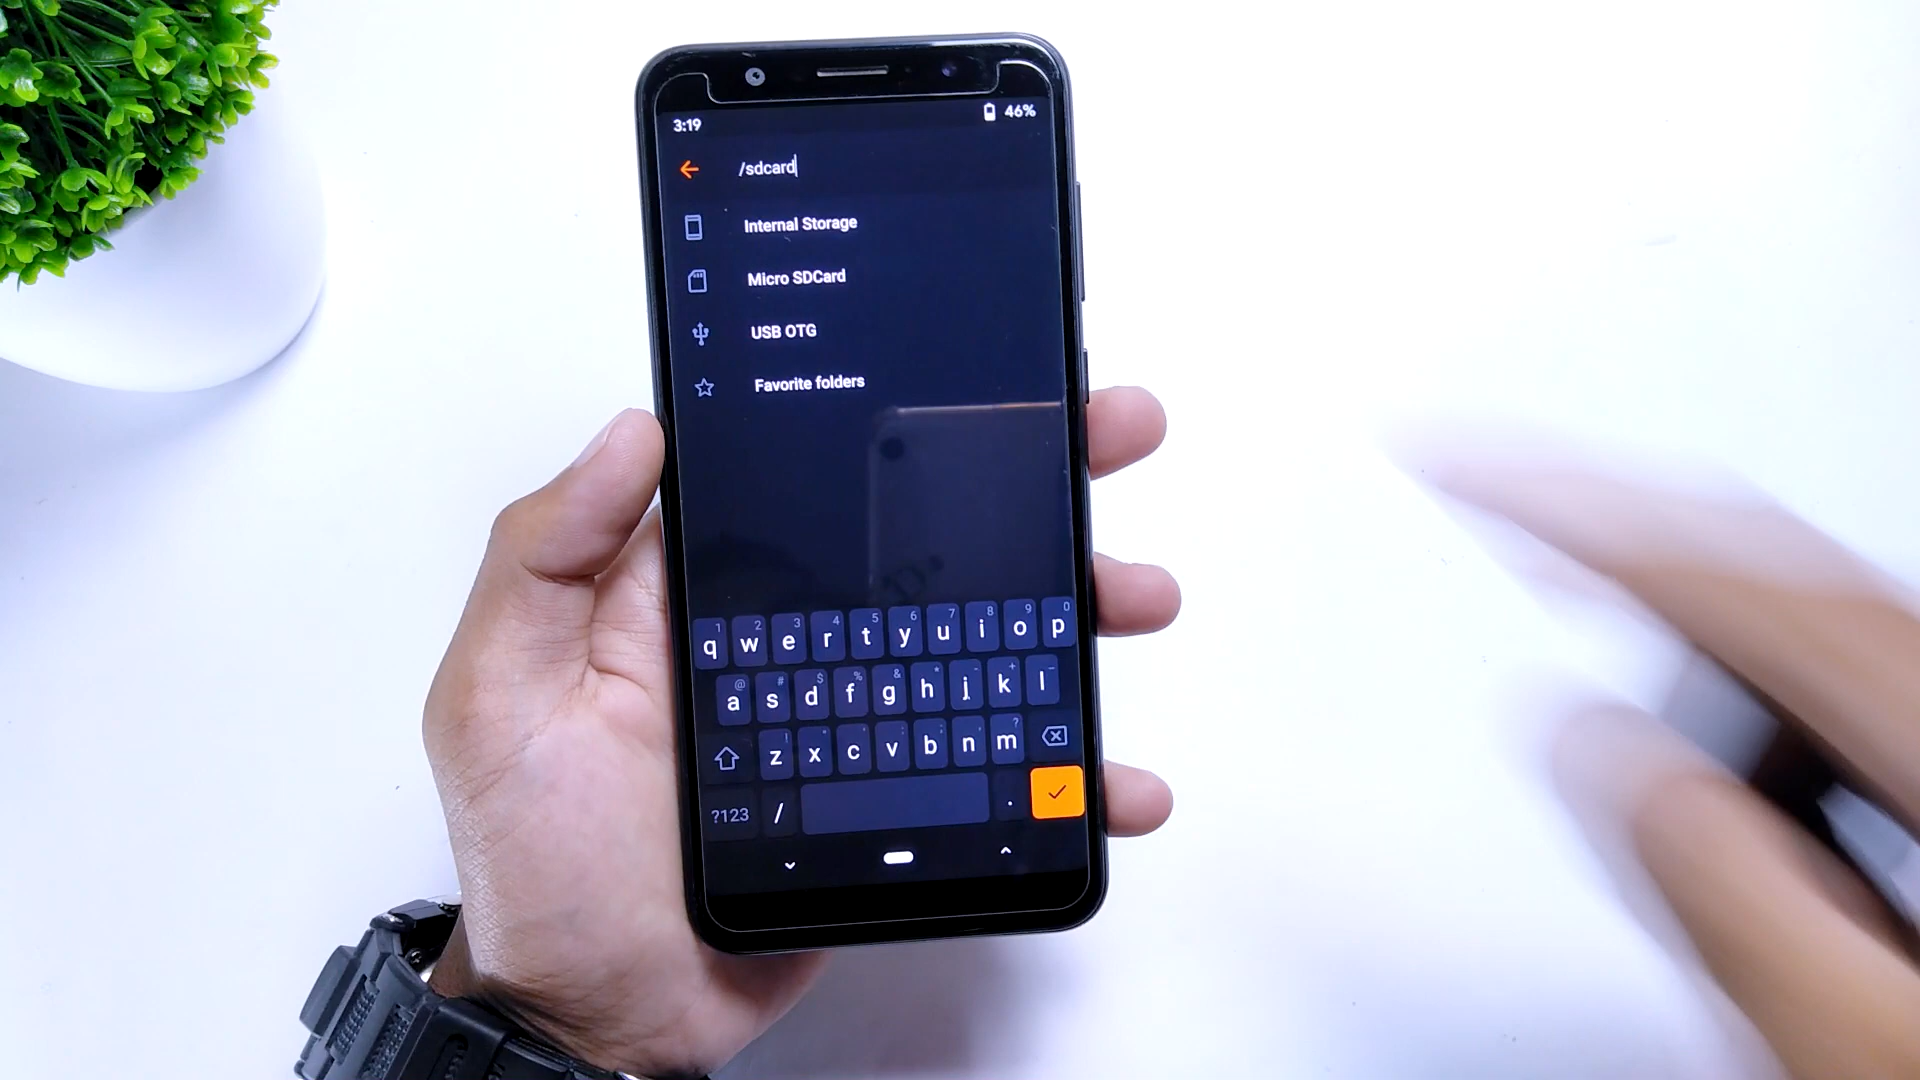 3:19
46%
/sdcard
Internal Storage
Micro SDCard
USB OTG
Favorite folders
1 2 3 4 5 6 7 8 9 0
q w e r t y u i o p
@ # $ % & * - +
a s d f g h j k l
z x c v b n m
?
?123 / .